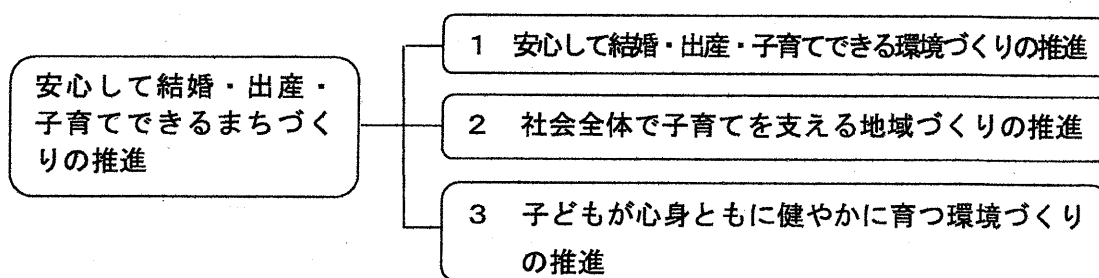 安心して結婚・出産・
子育てできるまちづく
りの推進
1 安心して結婚・出産・子育てできる環境づくりの推進
2 社会全体で子育てを支える地域づくりの推進
3 子どもが心身ともに健やかに育つ環境づくり
の推進